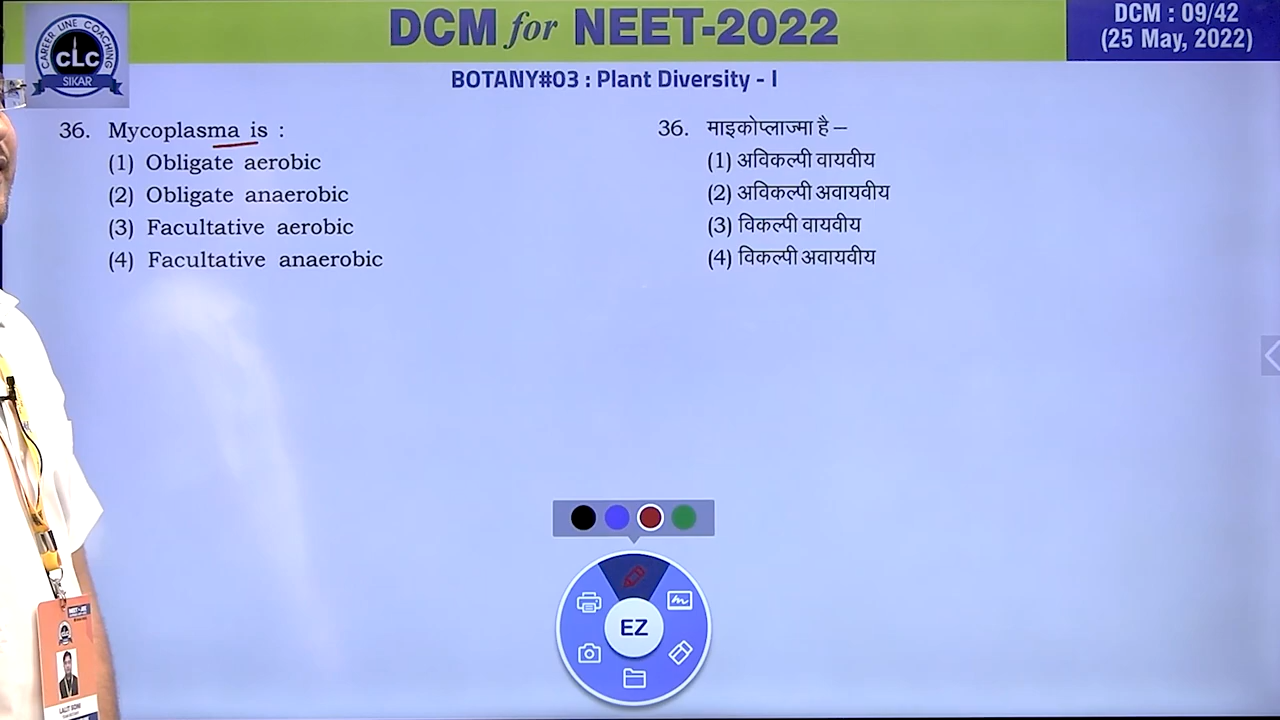 DCM for NEET-2022
DCM : 09/42
(25 May, 2022)
CAREER LINE COACHING
CLC
SIKAR
BOTANY#03 : Plant Diversity - I
36. Mycoplasma is :
(1) Obligate aerobic
(2) Obligate anaerobic
(3) Facultative aerobic
(4) Facultative anaerobic
36. माइकोप्लाज्मा है –
(1) अविकल्पी वायवीय
(2) अविकल्पी अवायवीय
(3) विकल्पी वायवीय
(4) विकल्पी अवायवीय
EZ
LALIT SONI